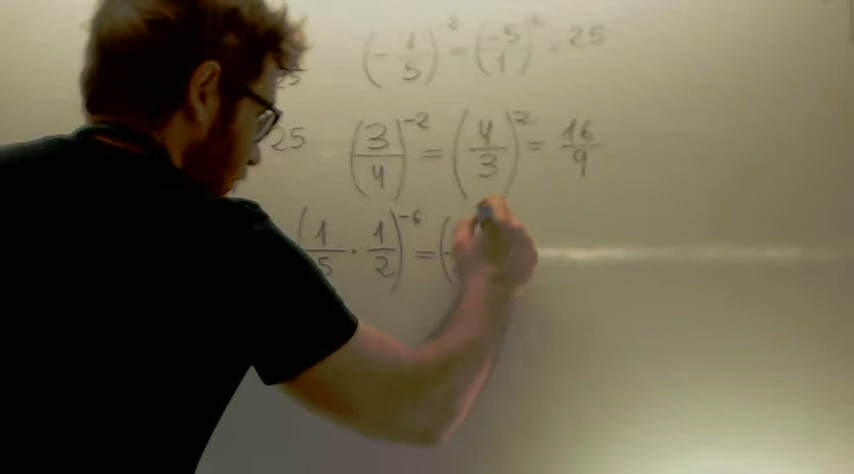 25 (-1/5)^2 = (-5/1)^2 = 25
25 (3/4)^-2 = (4/3)^2 = 16/9
(1/5 · 1/2)^-6 = (